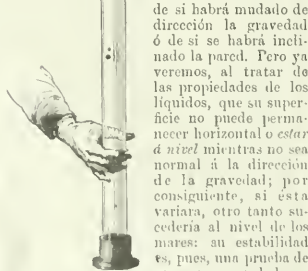 de si habrá mudado de
dirección la gravedad
ó de si se habrá incli-
nado la pared. Pero ya
veremos, al tratar de
las propiedades de los
líquidos, que su super-
ficie no puede perma-
necer horizontal o estar
á nivel mientras no sea
normal á la dirección
de la gravedad; por
consiguiente, si ésta
variara, otro tanto su-
cedería al nivel de los
mares: su estabilidad
es, pues, una prueba de